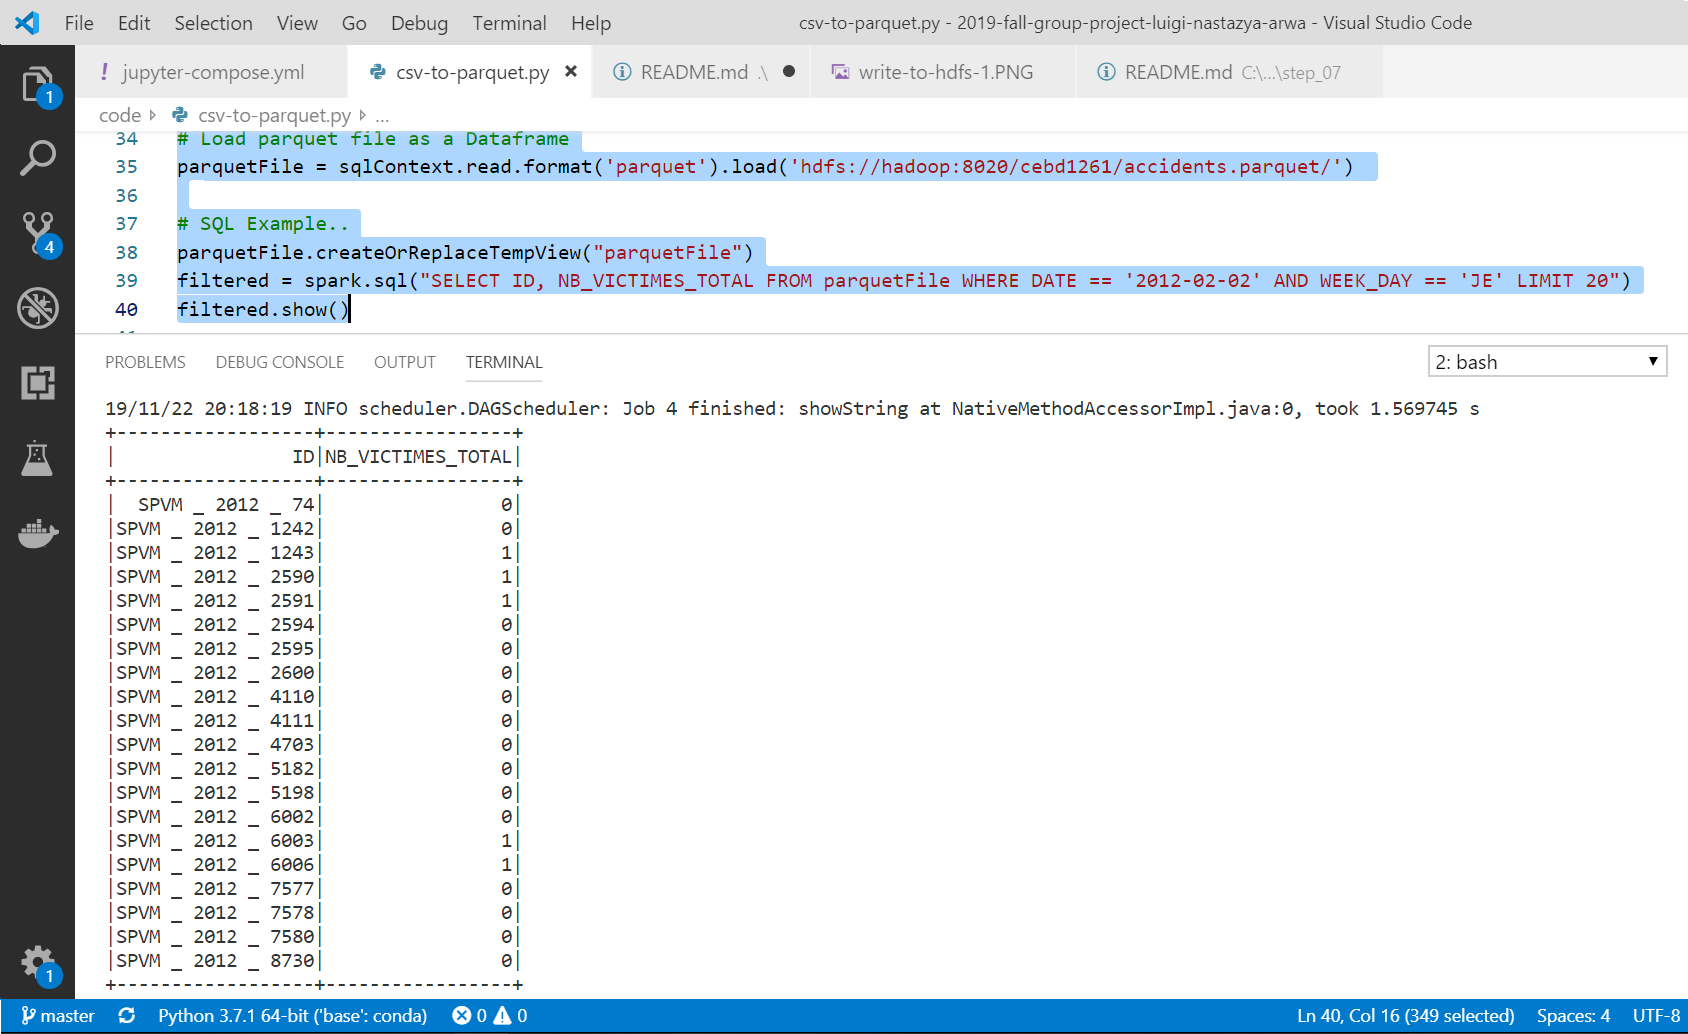 File Edit Selection View Go Debug Terminal Help csv-to-parquet.py - 2019-fall-group-project-luigi-nastazya-arwa - Visual Studio Code
! jupyter-compose.yml csv-to-parquet.py × README.md .\ ● write-to-hdfs-1.PNG README.md C:\...\step_07
code csv-to-parquet.py ...
34 # Load parquet file as a Dataframe
35 parquetFile = sqlContext.read.format('parquet').load('hdfs://hadoop:8020/cebd1261/accidents.parquet/')
36
37 # SQL Example..
38 parquetFile.createOrReplaceTempView("parquetFile")
39 filtered = spark.sql("SELECT ID, NB_VICTIMES_TOTAL FROM parquetFile WHERE DATE == '2012-02-02' AND WEEK_DAY == 'JE' LIMIT 20")
40 filtered.show()
PROBLEMS DEBUG CONSOLE OUTPUT TERMINAL 2: bash
19/11/22 20:18:19 INFO scheduler.DAGScheduler: Job 4 finished: showString at NativeMethodAccessorImpl.java:0, took 1.569745 s
+------------------+-----------------+
|                ID|NB_VICTIMES_TOTAL|
+------------------+-----------------+
|  SPVM _ 2012 _ 74|                0|
|SPVM _ 2012 _ 1242|                0|
|SPVM _ 2012 _ 1243|                1|
|SPVM _ 2012 _ 2590|                1|
|SPVM _ 2012 _ 2591|                1|
|SPVM _ 2012 _ 2594|                0|
|SPVM _ 2012 _ 2595|                0|
|SPVM _ 2012 _ 2600|                0|
|SPVM _ 2012 _ 4110|                0|
|SPVM _ 2012 _ 4111|                0|
|SPVM _ 2012 _ 4703|                0|
|SPVM _ 2012 _ 5182|                0|
|SPVM _ 2012 _ 5198|                0|
|SPVM _ 2012 _ 6002|                0|
|SPVM _ 2012 _ 6003|                1|
|SPVM _ 2012 _ 6006|                1|
|SPVM _ 2012 _ 7577|                0|
|SPVM _ 2012 _ 7578|                0|
|SPVM _ 2012 _ 7580|                0|
|SPVM _ 2012 _ 8730|                0|
+------------------+-----------------+
1
4
1
master Python 3.7.1 64-bit ('base': conda) 0 0 Ln 40, Col 16 (349 selected) Spaces: 4 UTF-8